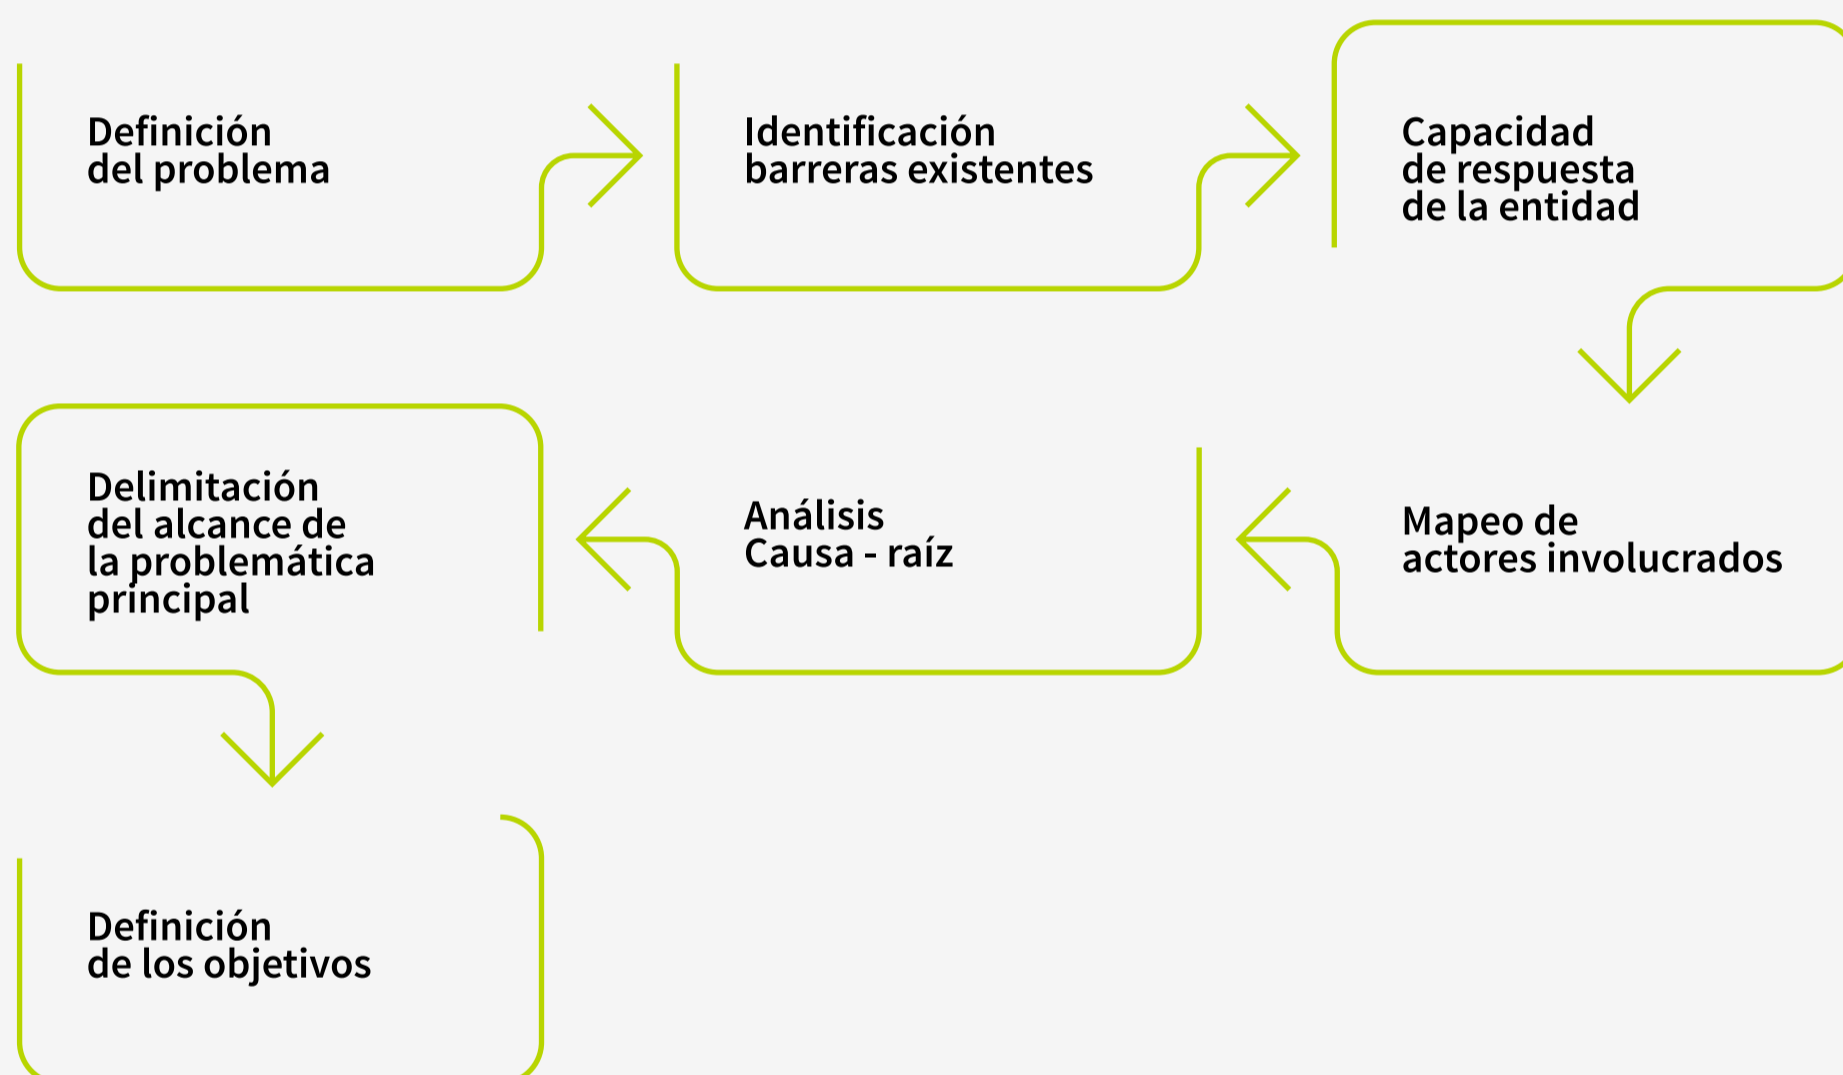 Definición
del problema
Identificación
barreras existentes
Capacidad
de respuesta
de la entidad
Mapeo de
actores involucrados
Análisis
Causa - raíz
Delimitación
del alcance de
la problemática
principal
Definición
de los objetivos